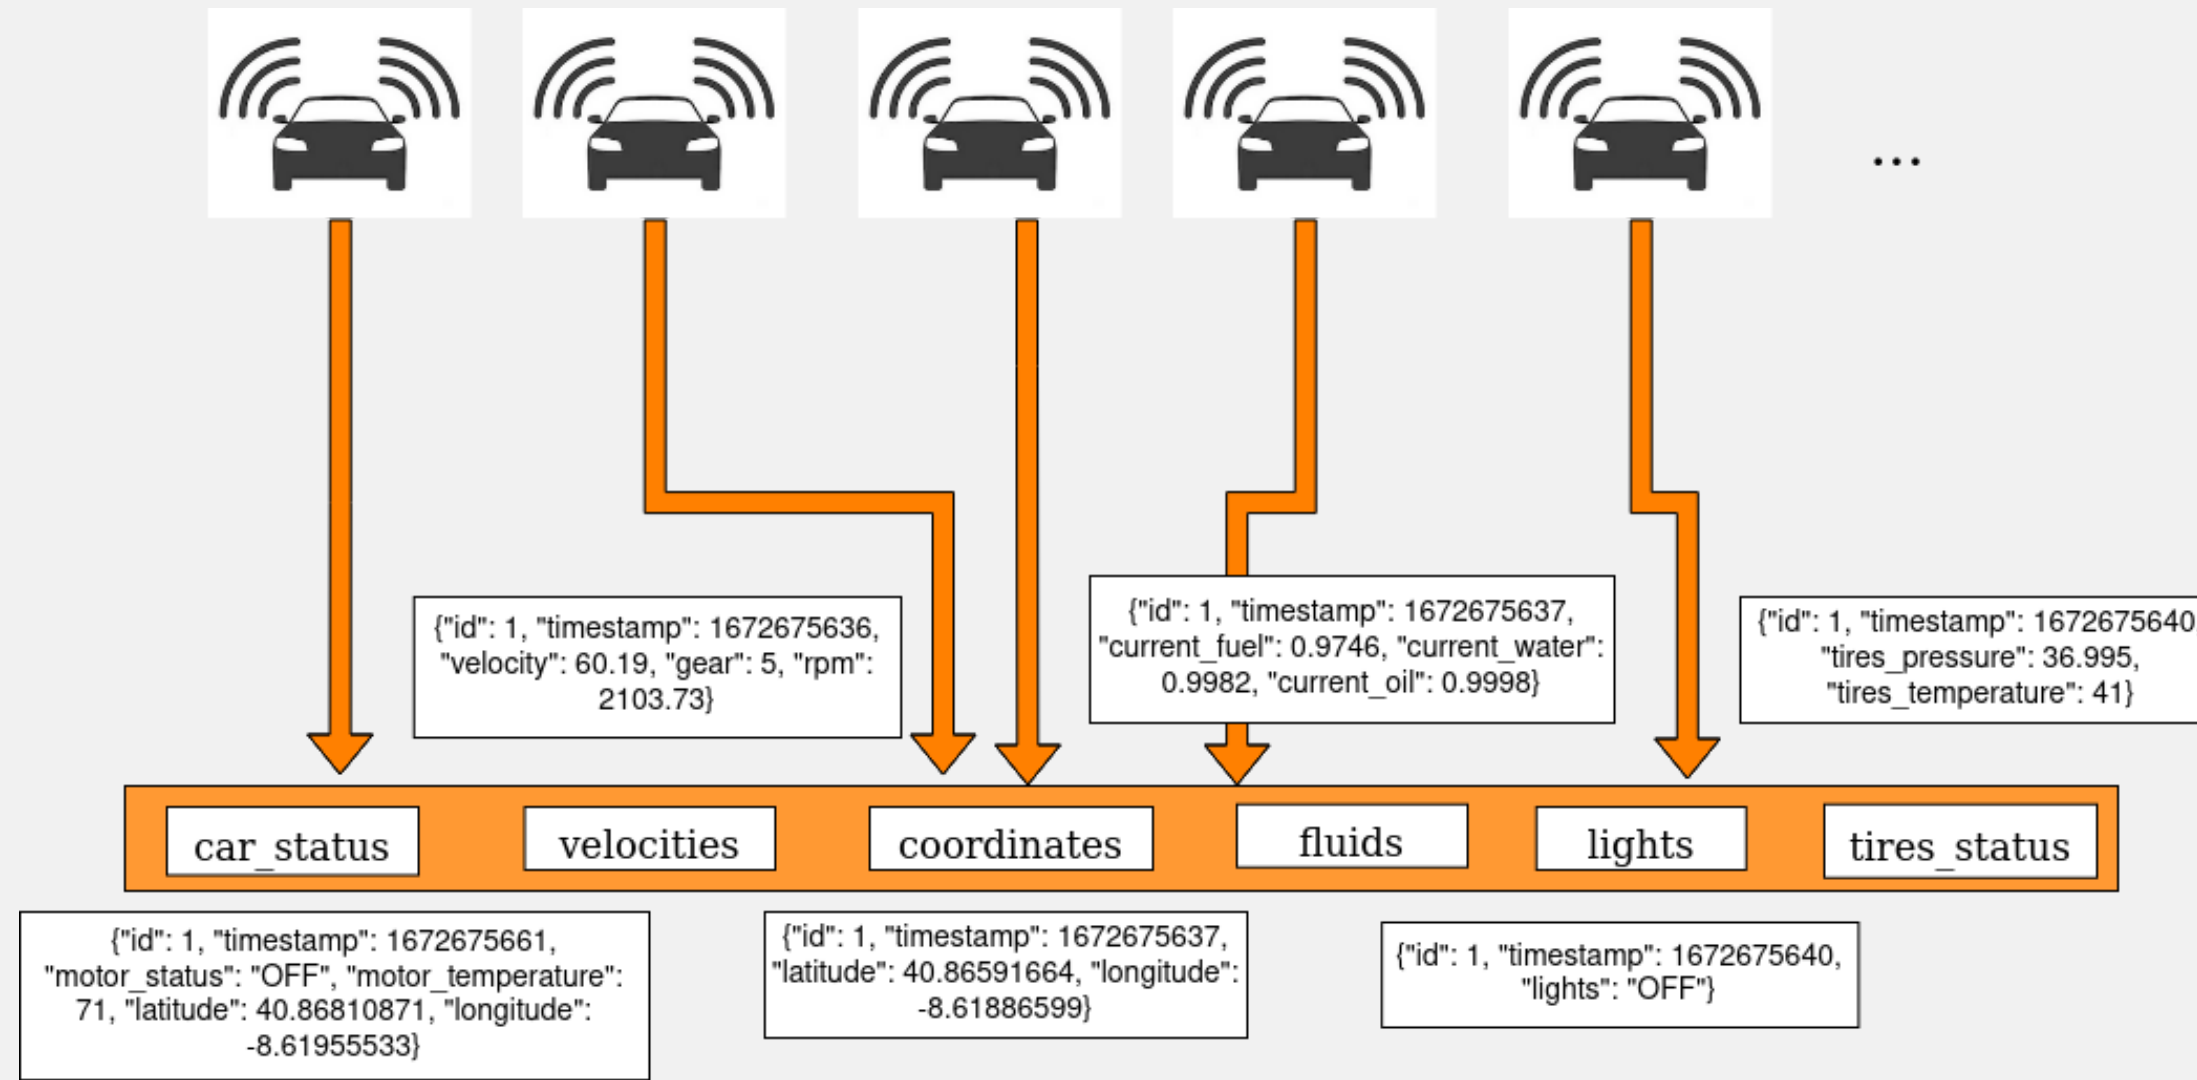 ...
{"id": 1, "timestamp": 1672675636,
"velocity": 60.19, "gear": 5, "rpm":
2103.73}
{"id": 1, "timestamp": 1672675637,
"current_fuel": 0.9746, "current_water":
0.9982, "current_oil": 0.9998}
{"id": 1, "timestamp": 1672675640
"tires_pressure": 36.995,
"tires_temperature": 41}
car_status
velocities
coordinates
fluids
lights
tires_status
{"id": 1, "timestamp": 1672675661,
"motor_status": "OFF", "motor_temperature":
71, "latitude": 40.86810871, "longitude":
-8.61955533}
{"id": 1, "timestamp": 1672675637,
"latitude": 40.86591664, "longitude":
-8.61886599}
{"id": 1, "timestamp": 1672675640,
"lights": "OFF"}